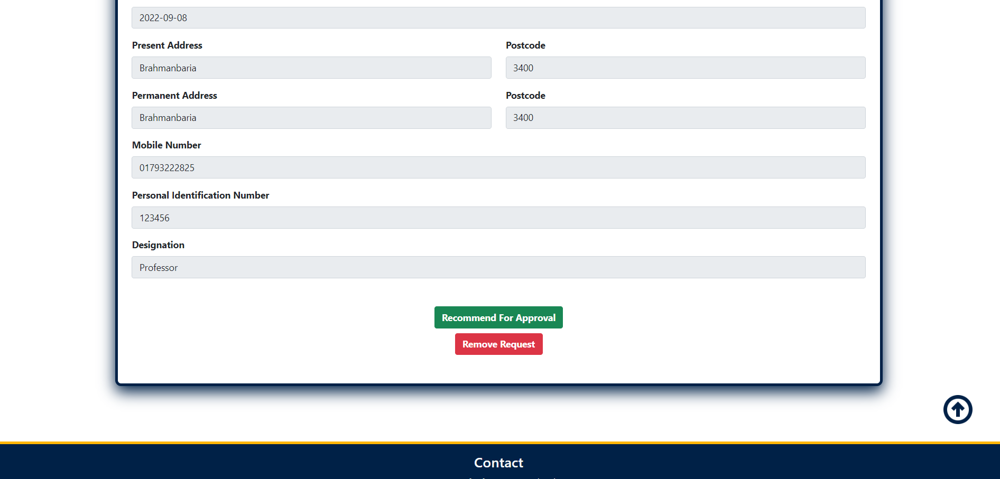 2022-09-08
Present Address
Postcode
Brahmanbaria
3400
Permanent Address
Postcode
Brahmanbaria
3400
Mobile Number
01793222825
Personal Identification Number
123456
Designation
Professor
Recommend For Approval
Remove Request
Contact